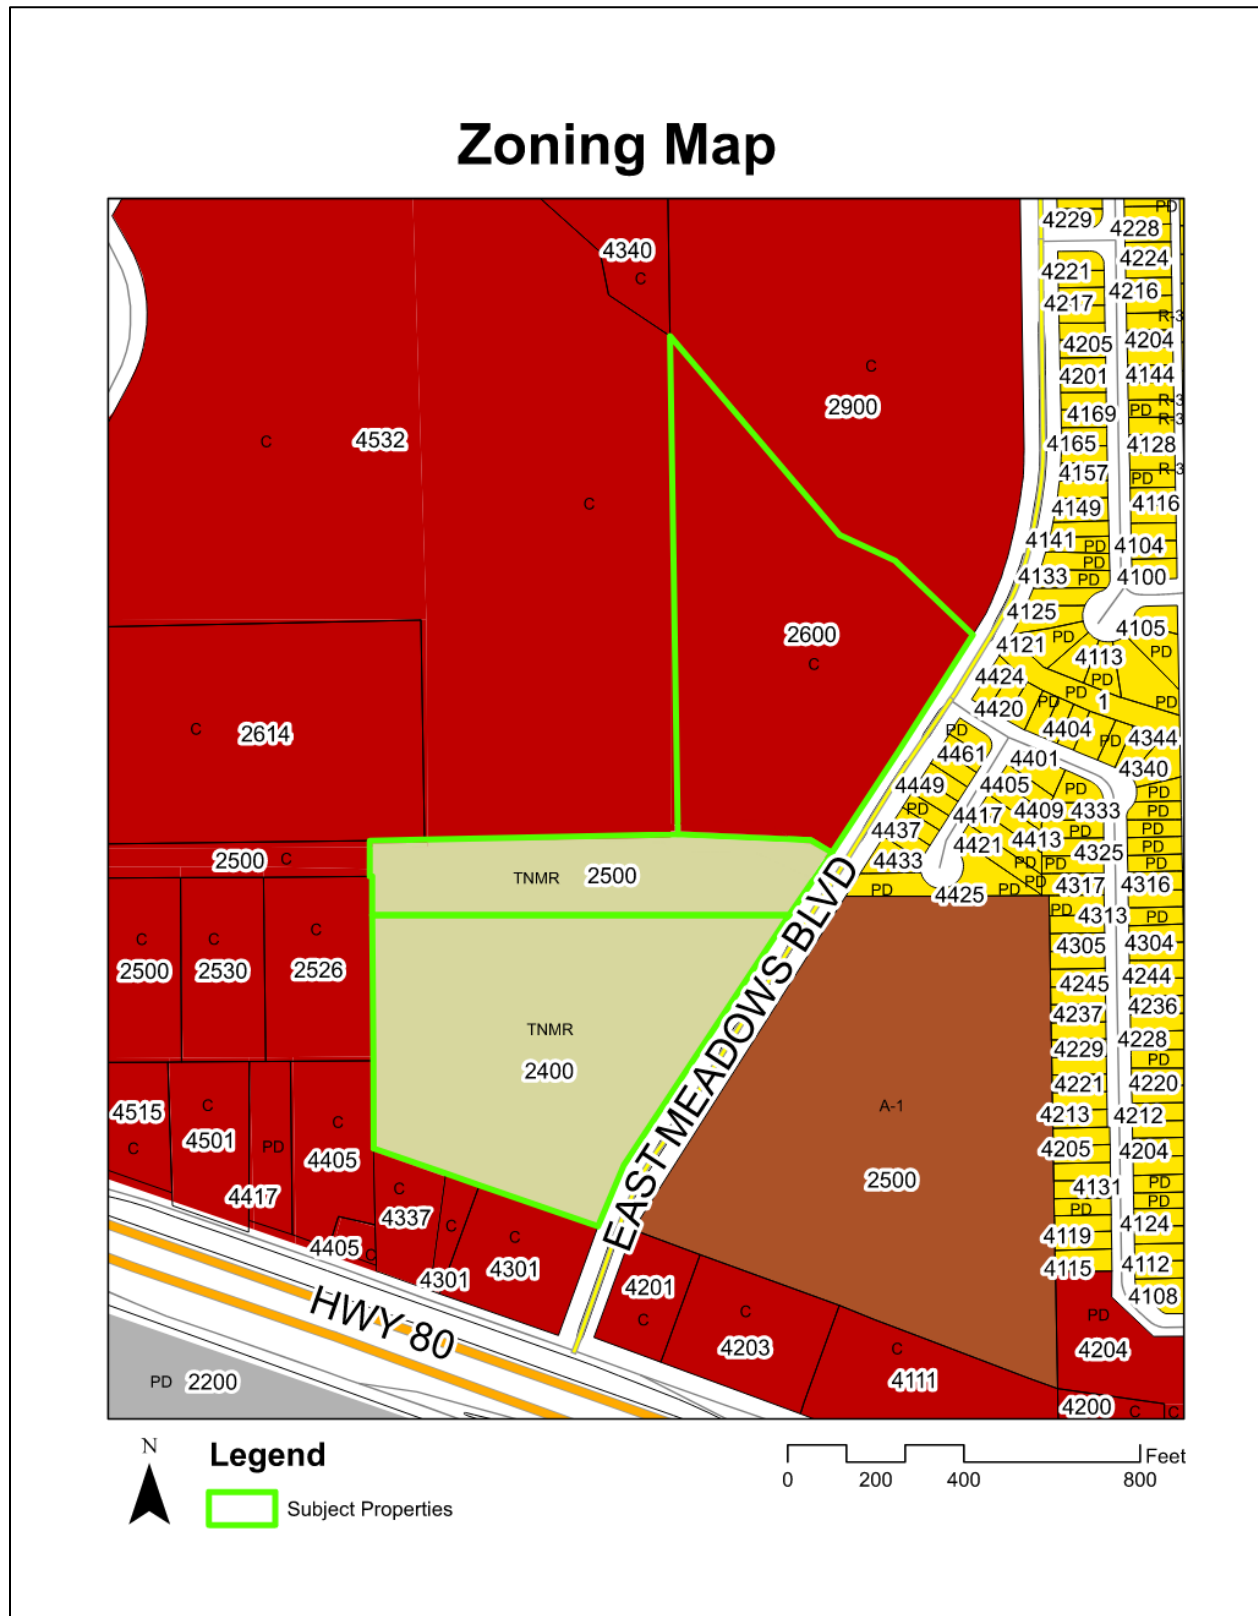 Zoning Map
PD
4229
4228
4340
C
4224
4221
4216
4217
R-3
4205
4204
C
2900
4201
4144
R-3
4169
PD
R-3
C
4532
4165
4128
4157
R-3
PD
C
4149
4116
4141
PD
4104
PD
4133
PD
4100
4125
4105
2600
C
4121
PD
PD
4113
4424
PD
PD
1
PD
PD
4420
4404
PD
4344
C
2614
PD
4461
4401
4340
4449
4405
PD
PD
PD
4417
4409
4333
PD
4437
4413
PD
PD
4421
4325
PD
4433
PD
PD
PD
2500
C
TNMR
2500
PD
4425
PD
PD
4317
4316
PD
4313
PD
C
C
C
4305
4304
2500
2530
2526
4245
4244
4237
4236
TNMR
4229
4228
PD
2400
EAST MEADOWS BLVD
4221
4220
A-1
4515
C
C
4213
4212
C
4501
PD
4405
4205
4204
2500
4417
C
4337
C
4131
PD
PD
PD
4405
C
C
4119
4124
4301
4301
4115
4112
4201
C
4108
HWY 80
C
4203
PD
4204
C
4111
PD
2200
4200
C
C
N
Legend
Subject Properties
Feet
0
200
400
800